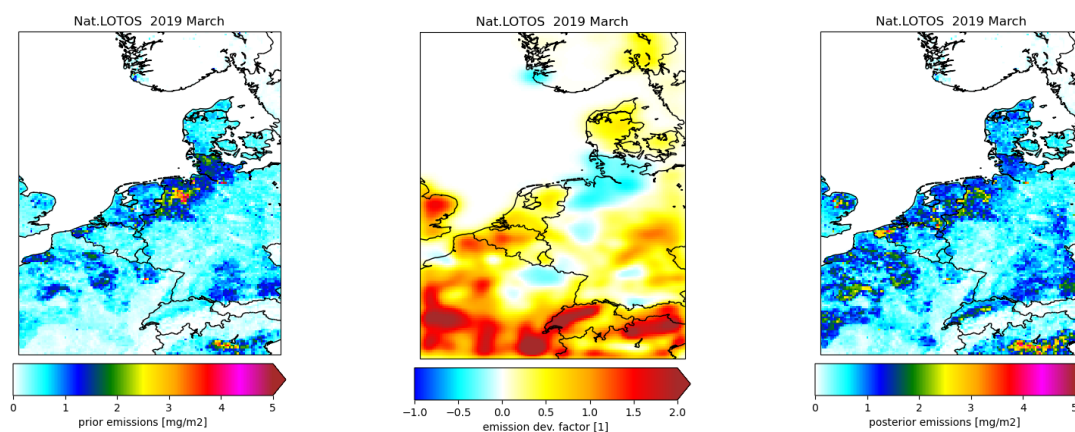 Nat.LOTOS 2019 March
0 1 2 3 4 5
prior emissions [mg/m2]
Nat.LOTOS 2019 March
−1.0 −0.5 0.0 0.5 1.0 1.5 2.0
emission dev. factor [1]
Nat.LOTOS 2019 March
0 1 2 3 4 5
posterior emissions [mg/m2]